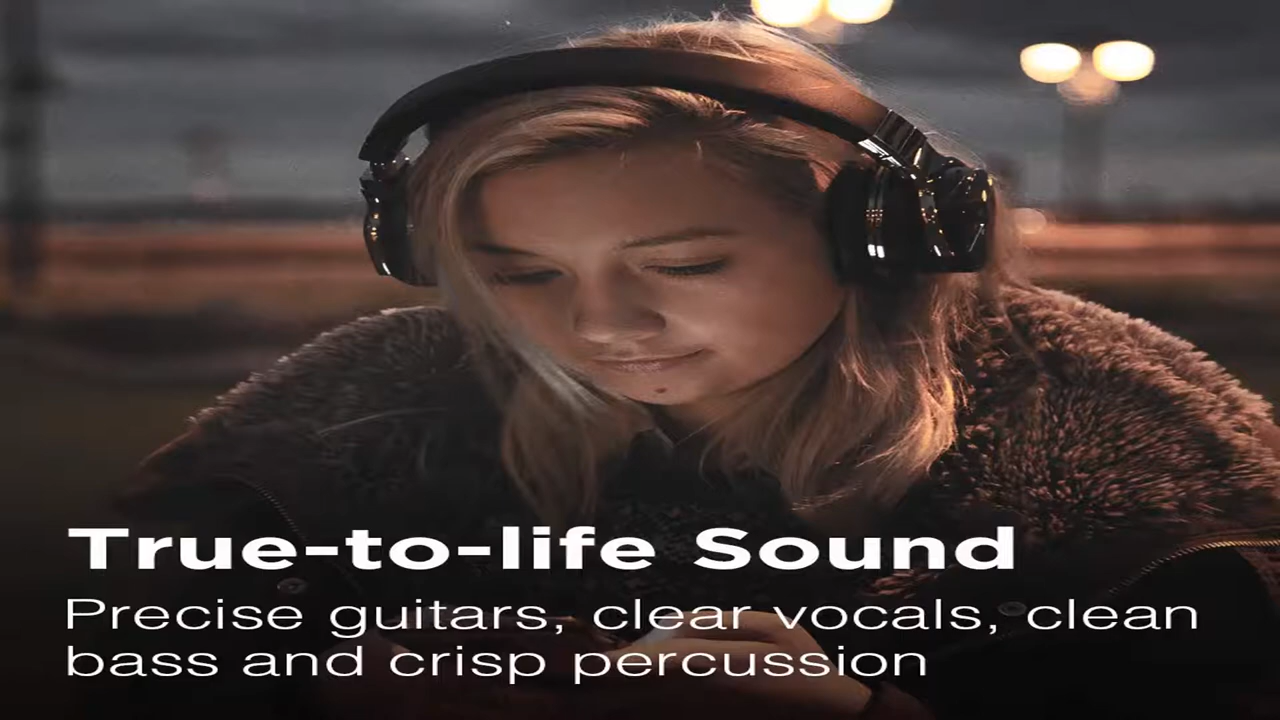 True-to-life Sound
Precise guitars, clear vocals, clean
bass and crisp percussion